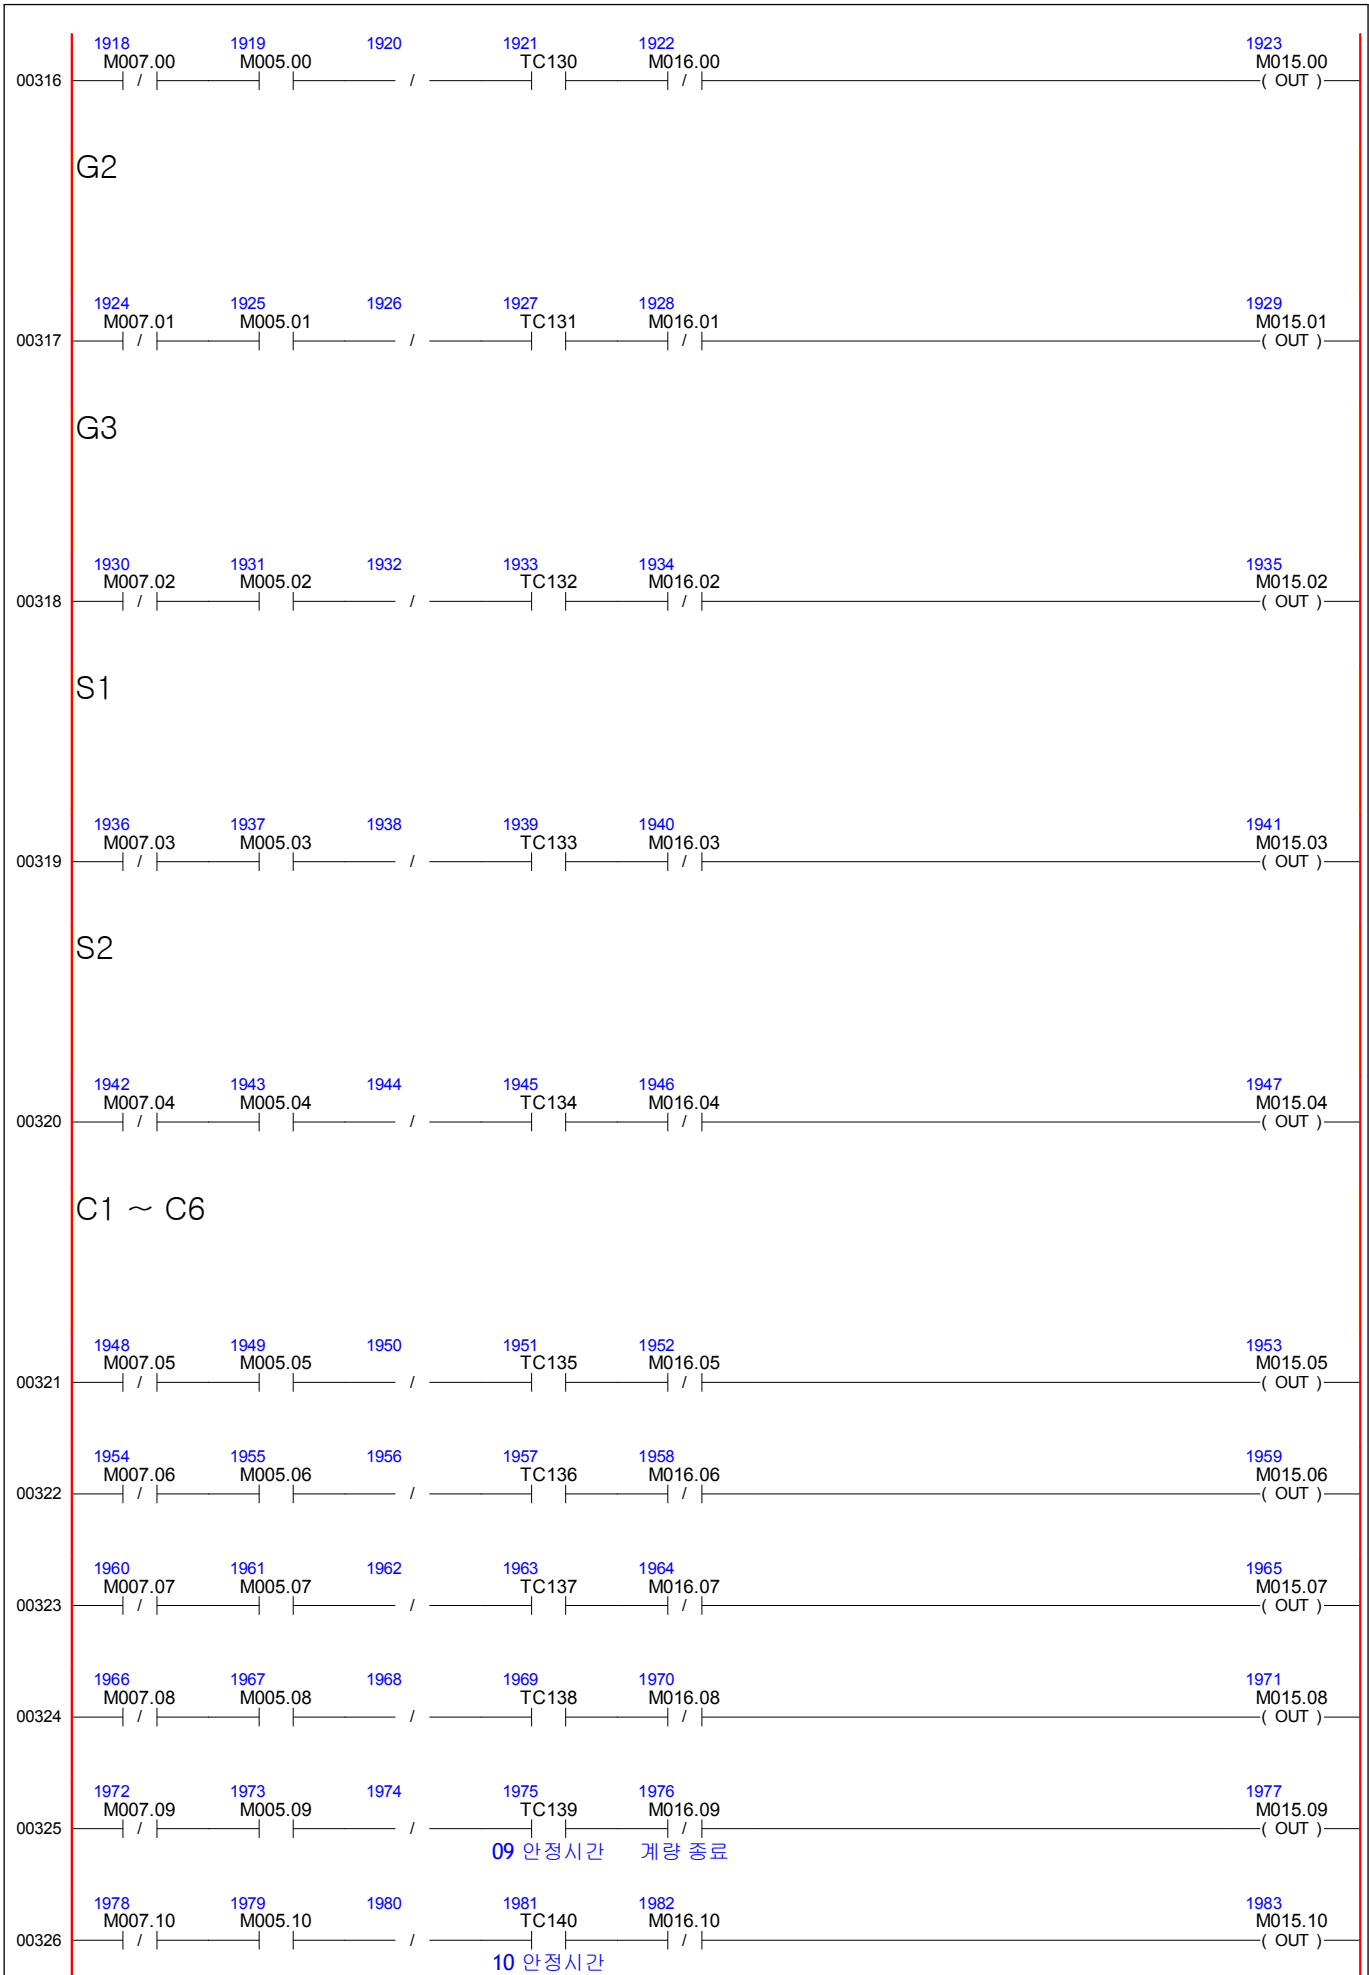 1918 1919 1920 1921 1922 1923
M007.00 M005.00 TC130 M016.00 M015.00
00316 / / / ( OUT )
G2
1924 1925 1926 1927 1928 1929
M007.01 M005.01 TC131 M016.01 M015.01
00317 / / / ( OUT )
G3
1930 1931 1932 1933 1934 1935
M007.02 M005.02 TC132 M016.02 M015.02
00318 / / / ( OUT )
S1
1936 1937 1938 1939 1940 1941
M007.03 M005.03 TC133 M016.03 M015.03
00319 / / / ( OUT )
S2
1942 1943 1944 1945 1946 1947
M007.04 M005.04 TC134 M016.04 M015.04
00320 / / / ( OUT )
C1 ~ C6
1948 1949 1950 1951 1952 1953
M007.05 M005.05 TC135 M016.05 M015.05
00321 / / / ( OUT )
1954 1955 1956 1957 1958 1959
M007.06 M005.06 TC136 M016.06 M015.06
00322 / / / ( OUT )
1960 1961 1962 1963 1964 1965
M007.07 M005.07 TC137 M016.07 M015.07
00323 / / / ( OUT )
1966 1967 1968 1969 1970 1971
M007.08 M005.08 TC138 M016.08 M015.08
00324 / / / ( OUT )
1972 1973 1974 1975 1976 1977
M007.09 M005.09 TC139 M016.09 M015.09
00325 / / / ( OUT )
09 안정시간 계량 종료
1978 1979 1980 1981 1982 1983
M007.10 M005.10 TC140 M016.10 M015.10
00326 / / / ( OUT )
10 안정시간